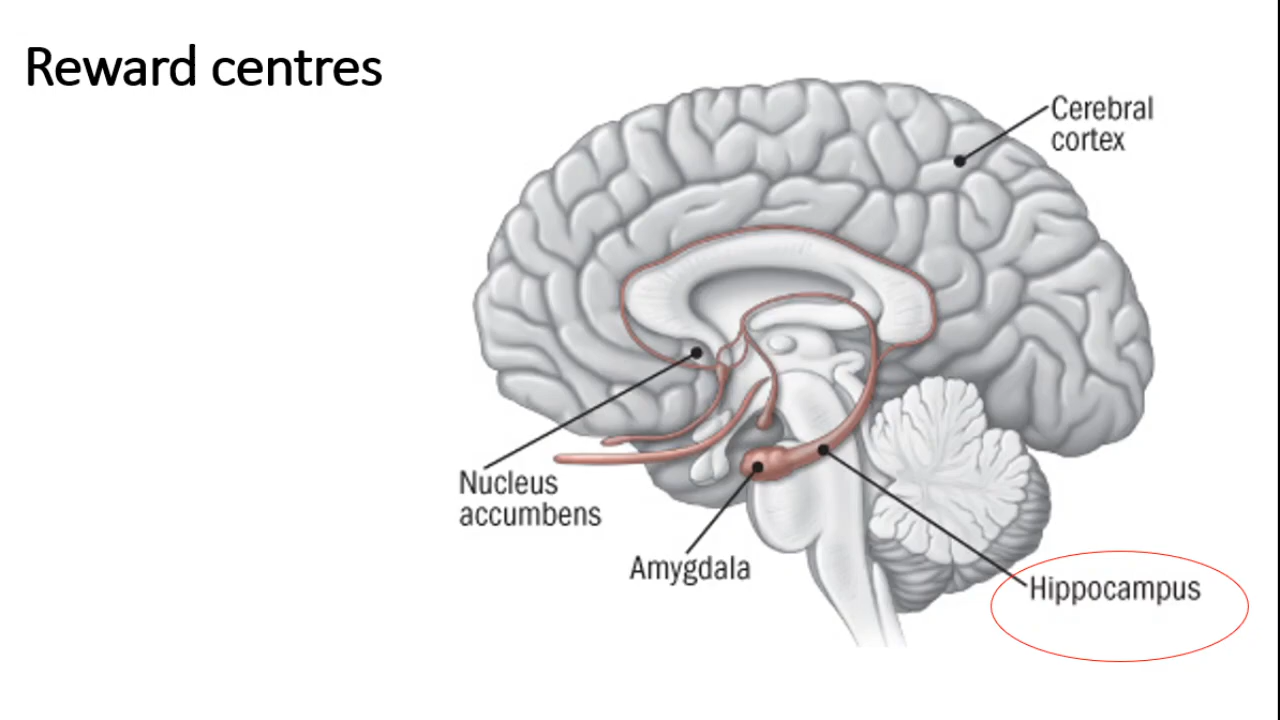 Reward centres
Cerebral
cortex
Nucleus
accumbens
Amygdala
Hippocampus